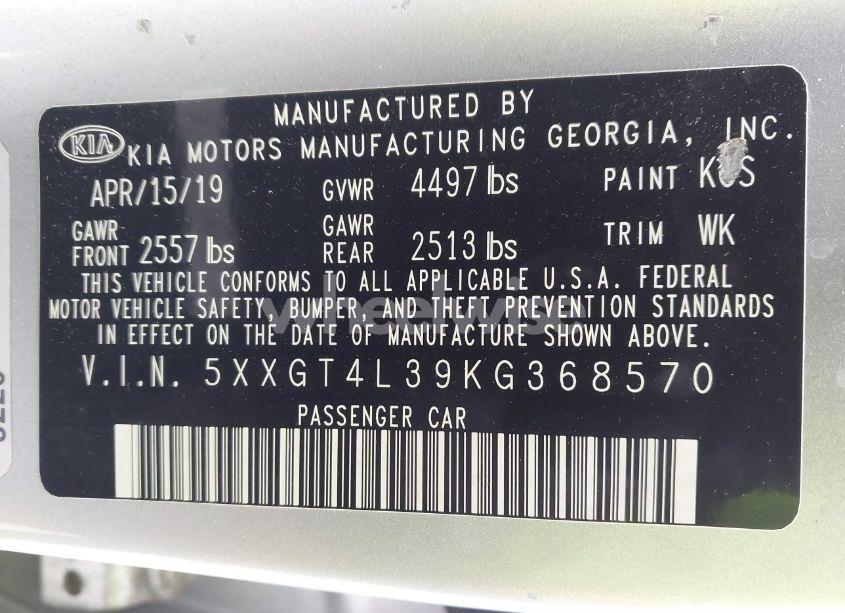 MANUFACTURED BY
KIA KIA MOTORS MANUFACTURING GEORGIA, INC.
APR/15/19 GVWR 4497 lbs PAINT
GAWR FRONT 2557 lbs GAWR REAR 2513 lbs TRIM WK
THIS VEHICLE CONFORMS TO ALL APPLICABLE U.S.A. FEDERAL
MOTOR VEHICLE SAFETY, BUMPER, AND THEFT PREVENTION STANDARDS
IN EFFECT ON THE DATE OF MANUFACTURE SHOWN ABOVE.
wheelwise
V.I.N. 5XXGT4L39KG368570
PASSENGER CAR